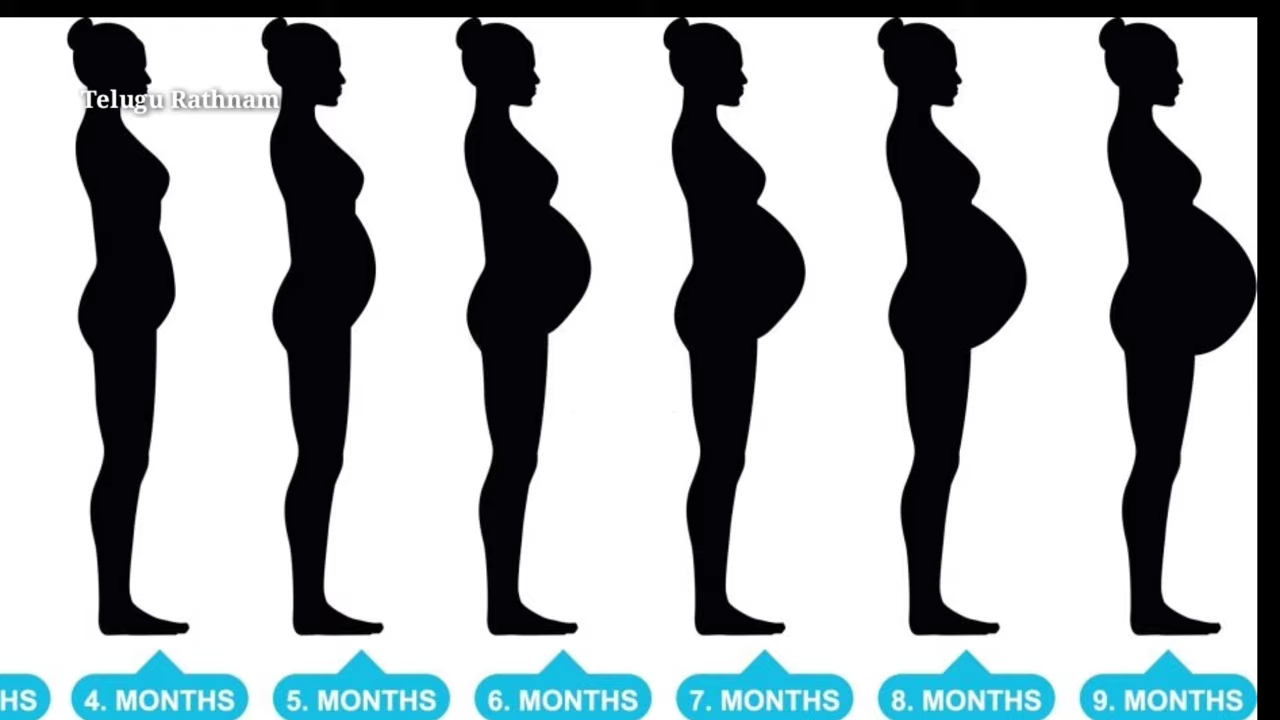 Telugu Rathnam
HS
4. MONTHS
5. MONTHS
6. MONTHS
7. MONTHS
8. MONTHS
9. MONTHS